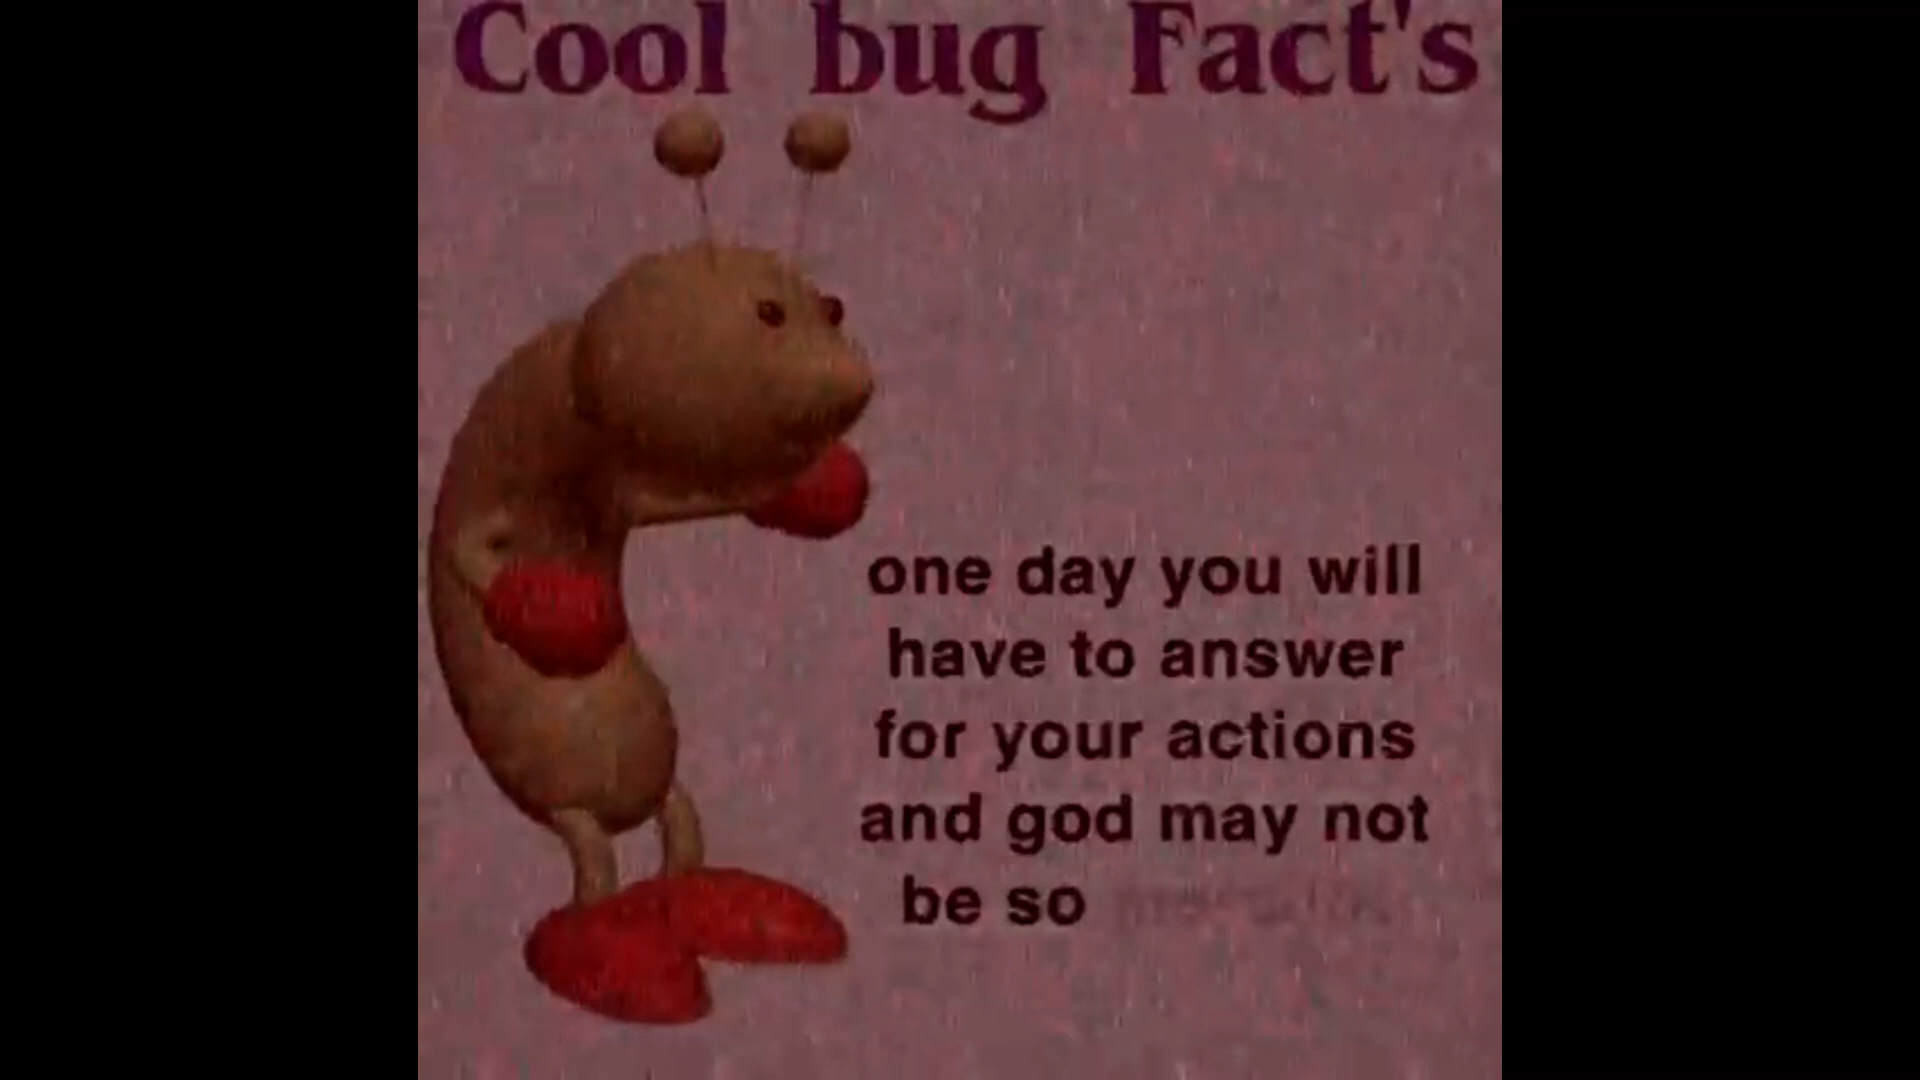 Cool bug Fact's
one day you will
have to answer
for your actions
and god may not
be so